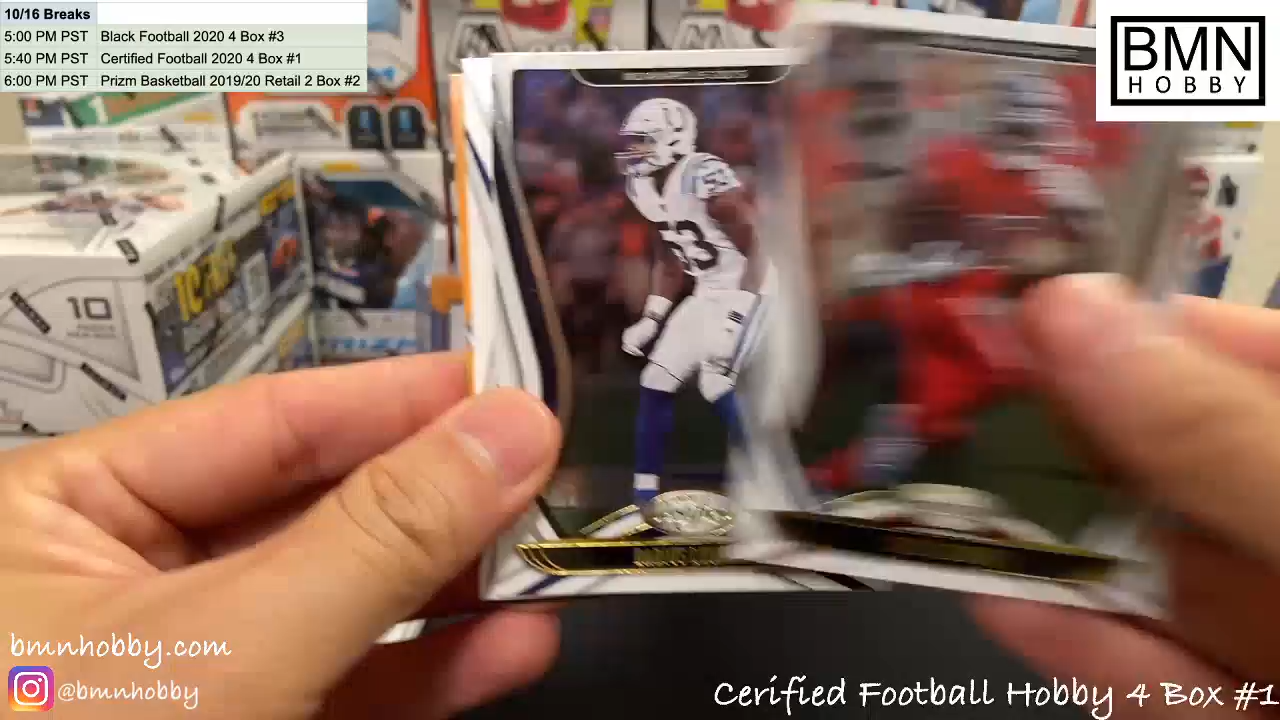 10/16 Breaks
5:00 PM PST Black Football 2020 4 Box #3
5:40 PM PST Certified Football 2020 4 Box #1
6:00 PM PST Prizm Basketball 2019/20 Retail 2 Box #2
BMN
HOBBY
10
53
53
bmnhobby.com
@bmnhobby
Cerified Football Hobby 4 Box #1